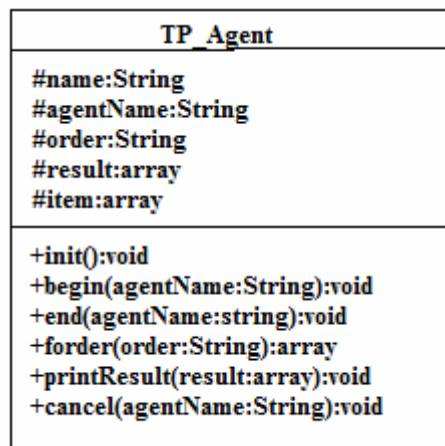 TP_Agent
#name:String
#agentName:String
#order:String
#result:array
#item:array
+init():void
+begin(agentName:String):void
+end(agentName:string):void
+forder(order:String):array
+printResult(result:array):void
+cancel(agentName:String):void